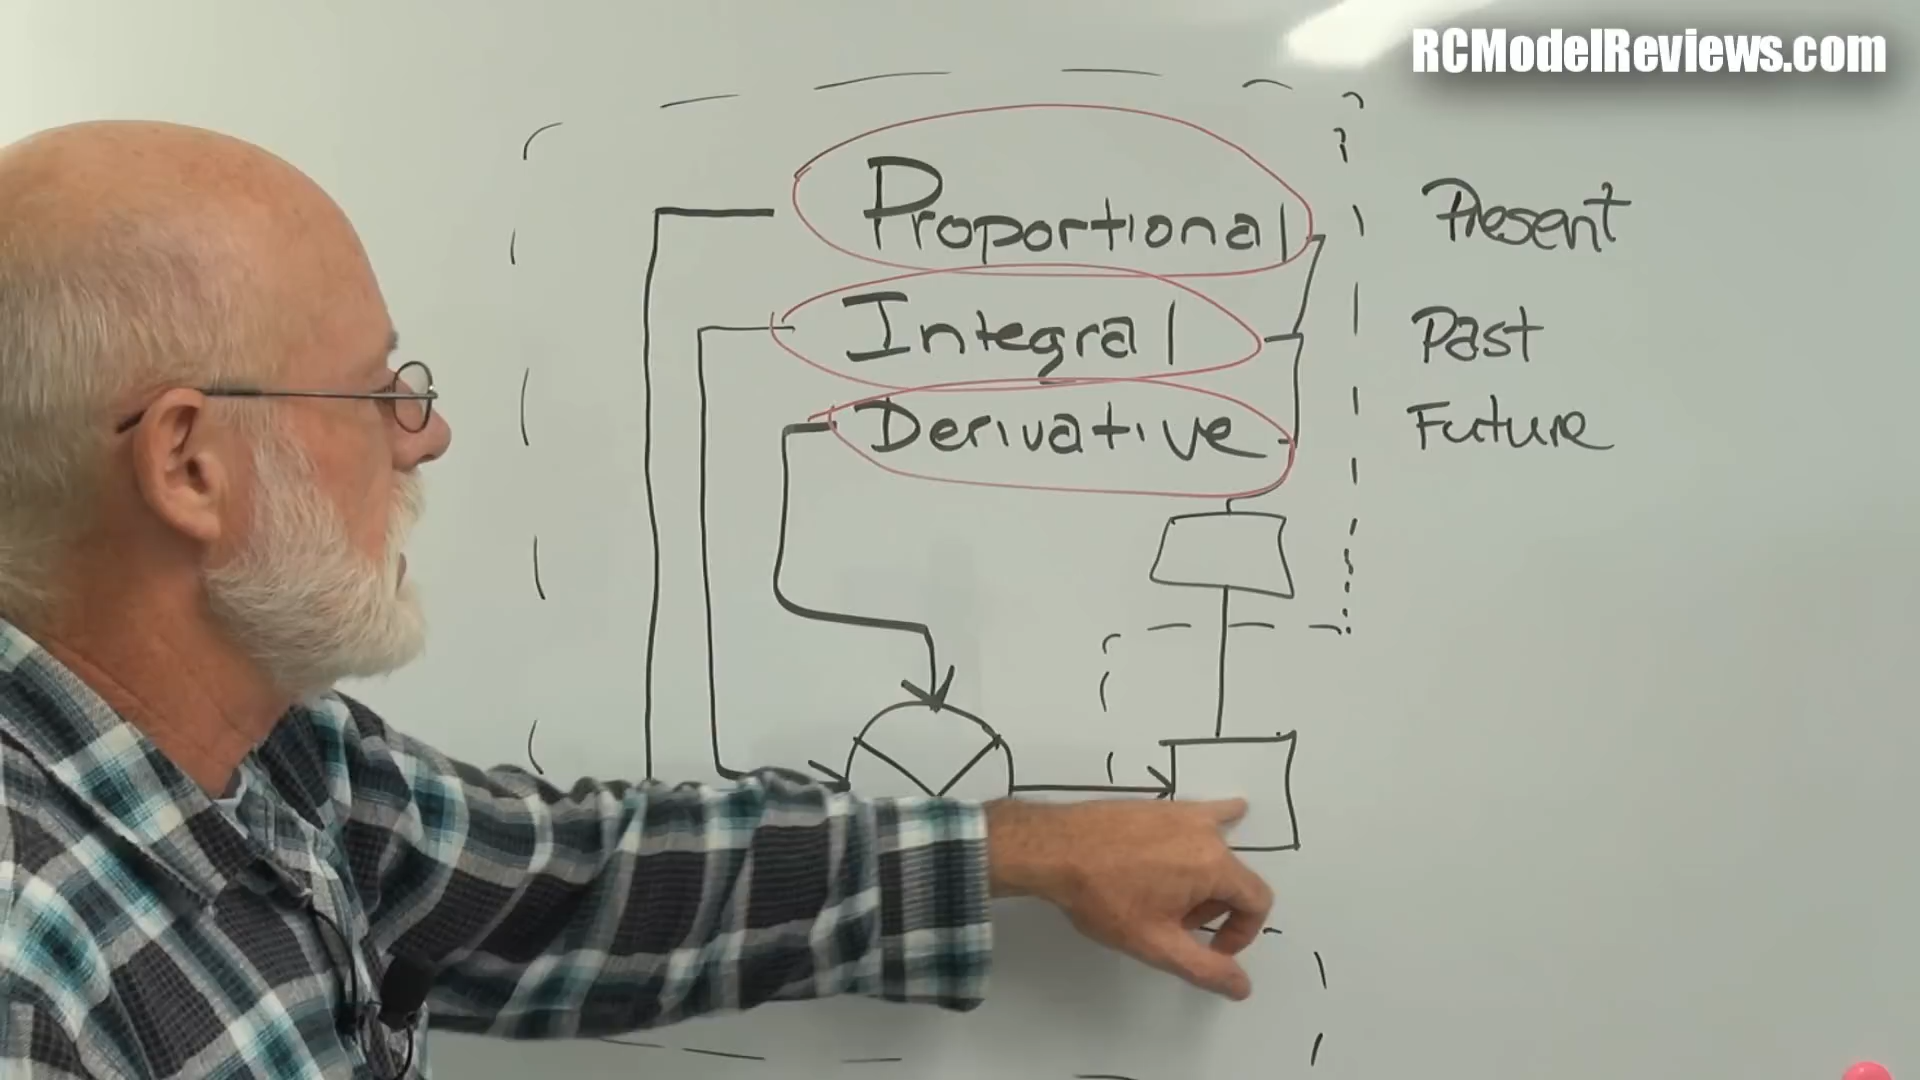 RCModelReviews.com
Proportional Present
Integral Past
Derivative Future